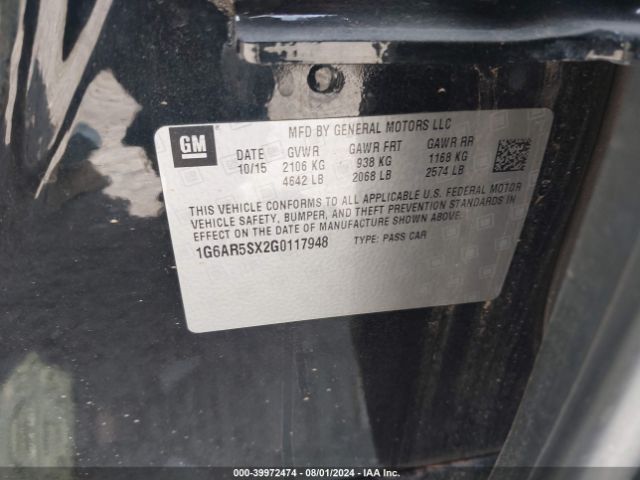 GM
MFD BY GENERAL MOTORS LLC
DATE GVWR GAWR FRT GAWR RR
10/15 2106 KG 938 KG 1168 KG
4642 LB 2068 LB 2574 LB
THIS VEHICLE CONFORMS TO ALL APPLICABLE U.S. FEDERAL MOTOR
VEHICLE SAFETY, BUMPER, AND THEFT PREVENTION STANDARDS IN
EFFECT ON THE DATE OF MANUFACTURE SHOWN ABOVE.
1G6AR5SX2G0117948 TYPE: PASS CAR
000-39972474 - 08/01/2024 - IAA Inc.